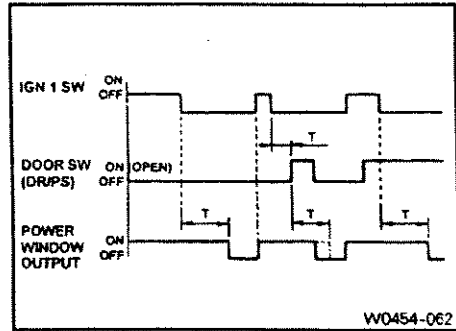 IGN 1 SW ON
OFF
T
DOOR SW ON (OPEN)
(DR/PS) OFF
T T T
POWER
WINDOW ON
OUTPUT OFF
W0454-062